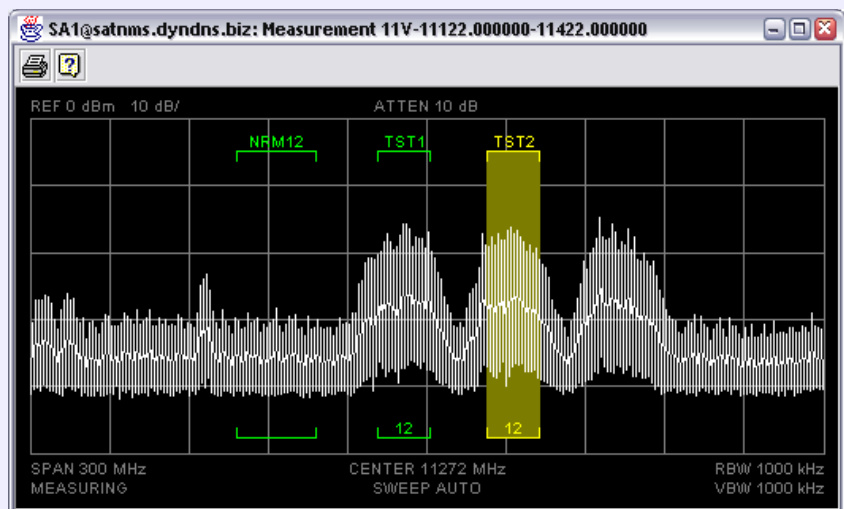 SA1@satnms.dyndns.biz: Measurement 11V-11122.000000-11422.000000
REF 0 dBm 10 dB/ ATTEN 10 dB
NRM12 TST1 TST2
12 12
SPAN 300 MHz CENTER 11272 MHz RBW 1000 kHz
MEASURING SWEEP AUTO VBW 1000 kHz